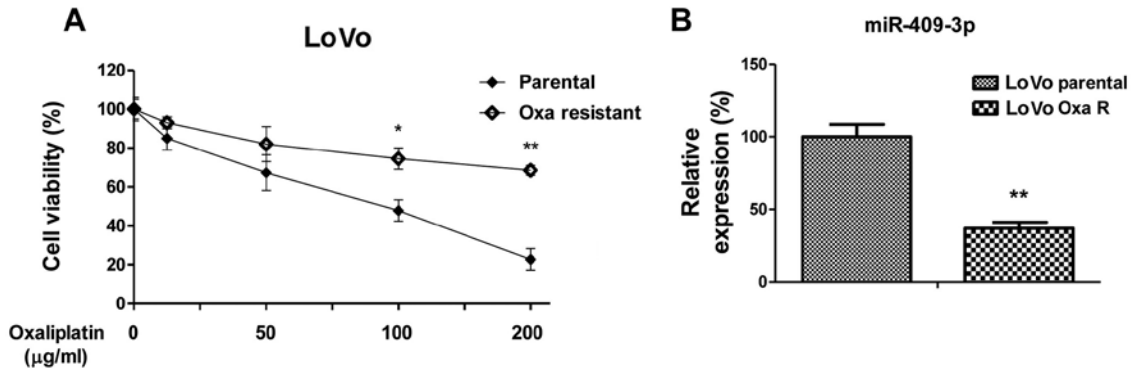 A
LoVo
120
100
80
60
40
20
0
Cell viability (%)
Parental
Oxa resistant
*
**
Oxaliplatin
(μg/ml)
0
50
100
200
B
miR-409-3p
150
100
50
0
Relative
expression (%)
LoVo parental
LoVo Oxa R
**